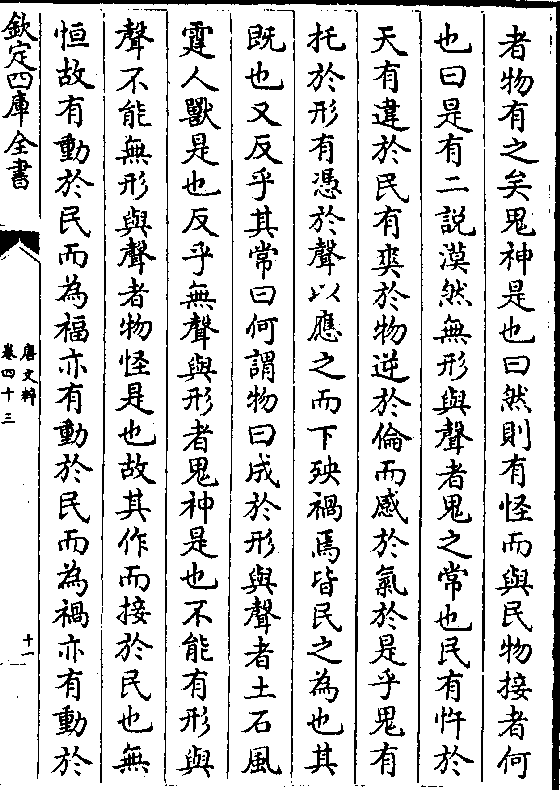 者物有之矣鬼神是也曰然則有怪而與民物接者何
也曰是有二説漠然無形與聲者鬼之常也民有忤於
天有違於民有爽於物逆於倫而感於氣於是乎鬼有
托於形有憑於聲以應之而下殃禍焉皆民之為也其
既也又反乎其常曰何謂物曰成於形與聲者土石風
霆人獸是也反乎無聲與形者鬼神是也不能有形與
聲不能無形與聲者物怪是也故其作而接於民也無
恒故有動於民而為福亦有動於民而為禍亦有動於
欽定四庫全書
唐文粹
卷四十三
十一